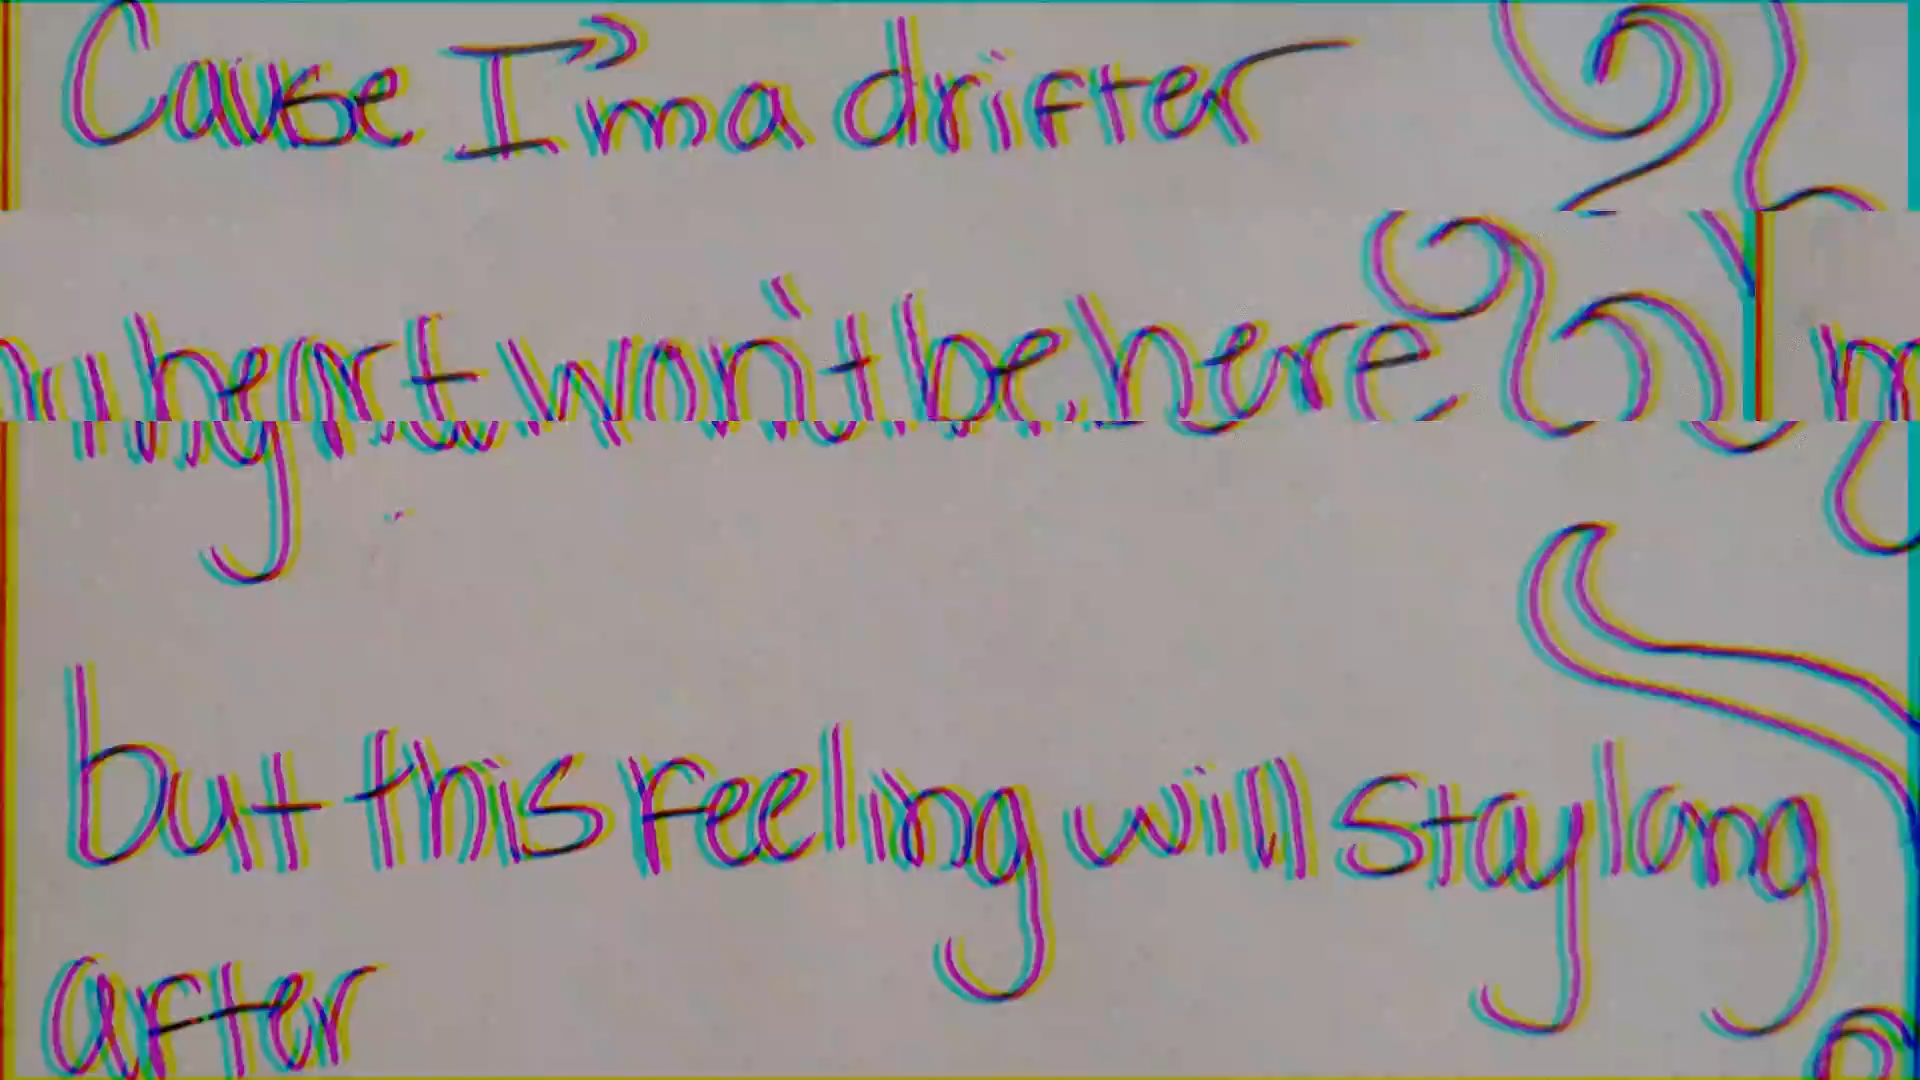 Cause I'm a drifter
my heart won't be here
but this feeling will stay long
after